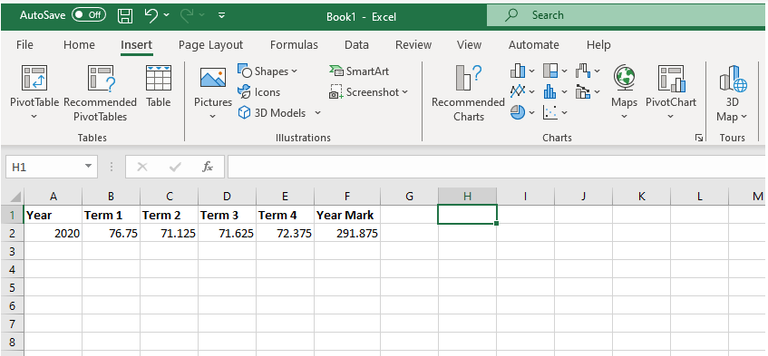 AutoSave Off Book1 - Excel Search
File Home Insert Page Layout Formulas Data Review View Automate Help
PivotTable Recommended PivotTables Table Pictures Shapes Icons 3D Models SmartArt Screenshot Recommended Charts Maps PivotChart 3D Map
Tables Illustrations Charts Tours
H1 fx
A B C D E F G H I J K L M
1 Year Term 1 Term 2 Term 3 Term 4 Year Mark
2 2020 76.75 71.125 71.625 72.375 291.875
3
4
5
6
7
8